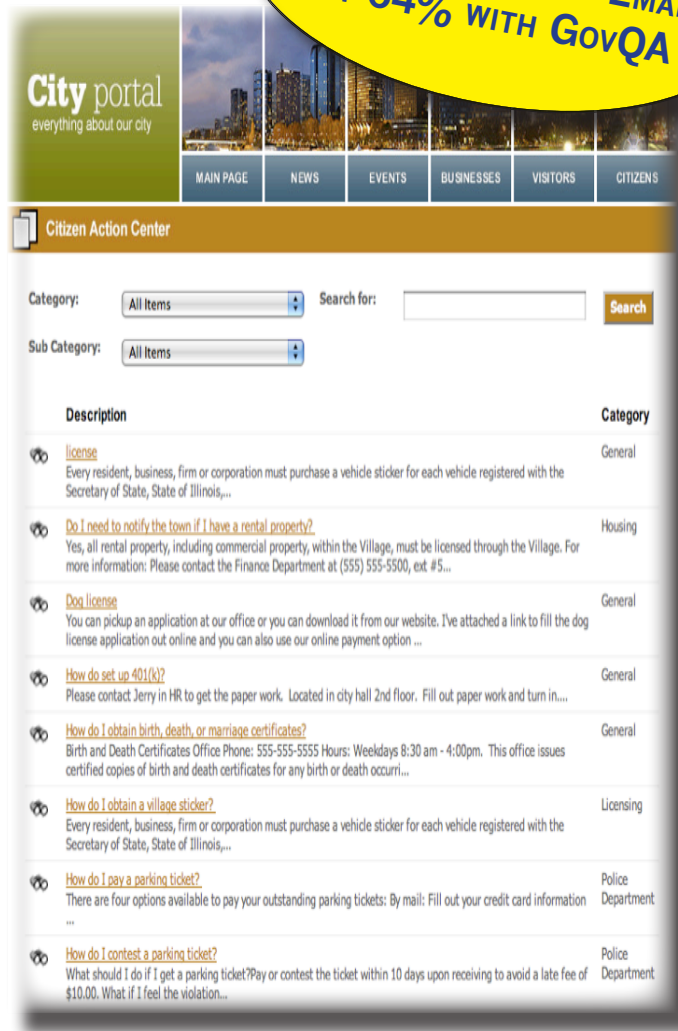 EMAI
34% WITH GOVQA
City portal
everything about our city
MAIN PAGE NEWS EVENTS BUSINESSES VISITORS CITIZENS
Citizen Action Center
Category: All Items Search for: Search
Sub Category: All Items
Description Category
license General
Every resident, business, firm or corporation must purchase a vehicle sticker for each vehicle registered with the
Secretary of State, State of Illinois,...
Do I need to notify the town if I have a rental property? Housing
Yes, all rental property, including commercial property, within the Village, must be licensed through the Village. For
more information: Please contact the Finance Department at (555) 555-5500, ext #5...
Dog license General
You can pickup an application at our office or you can download it from our website. I've attached a link to fill the dog
license application out online and you can also use our online payment option ...
How do set up 401(k)? General
Please contact Jerry in HR to get the paper work. Located in city hall 2nd floor. Fill out paper work and turn in....
How do I obtain birth, death, or marriage certificates? General
Birth and Death Certificates Office Phone: 555-555-5555 Hours: Weekdays 8:30 am - 4:00pm. This office issues
certified copies of birth and death certificates for any birth or death occurri...
How do I obtain a village sticker? Licensing
Every resident, business, firm or corporation must purchase a vehicle sticker for each vehicle registered with the
Secretary of State, State of Illinois,...
How do I pay a parking ticket? Police
There are four options available to pay your outstanding parking tickets: By mail: Fill out your credit card information Department
...
How do I contest a parking ticket? Police
What should I do if I get a parking ticket?Pay or contest the ticket within 10 days upon receiving to avoid a late fee of Department
$10.00. What if I feel the violation...